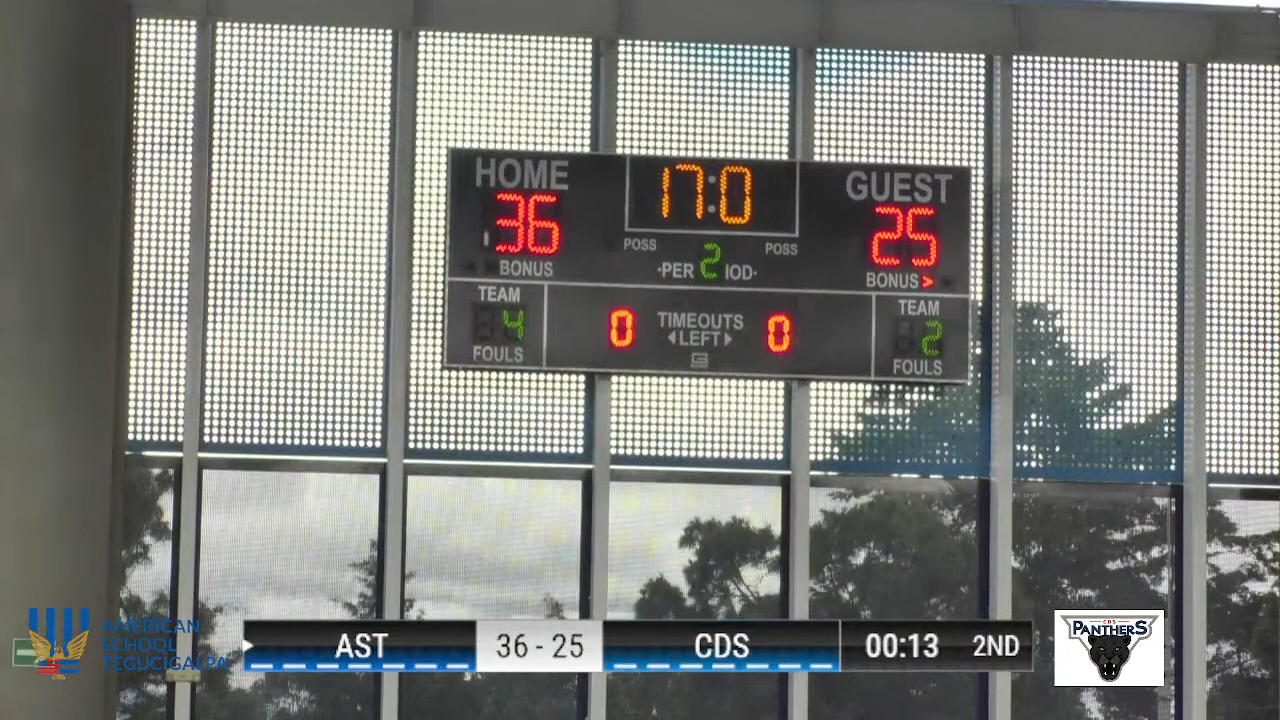 HOME
17:0
GUEST
36
25
POSS
POSS
BONUS
·PER 2 IOD·
BONUS >
TEAM
4
FOULS
0
TIMEOUTS
◄LEFT►
0
TEAM
2
FOULS
AMERICAN
SCHOOL
TEGUCIGALPA
AST
36 - 25
CDS
00:13
2ND
CDS
PANTHERS